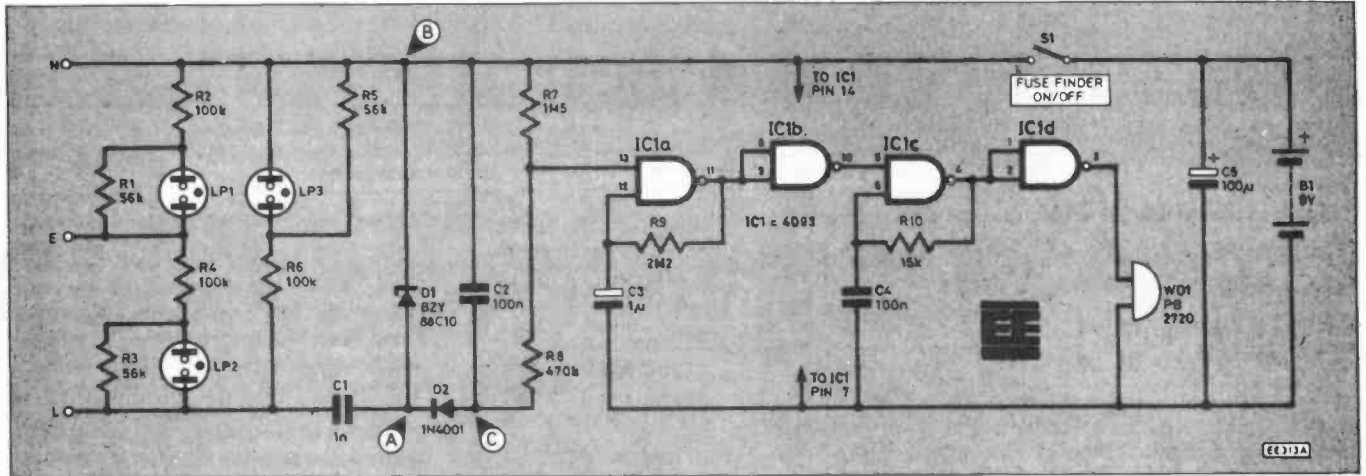 N
E
L
R2
100k
R1
56k
LP1
R4
100k
R3
56k
LP2
LP3
R5
56k
R6
100k
C1
1n
A
B
C
D1
BZY
88C10
D2
1N4001
C2
100n
R7
1M5
R8
470k
IC1a
13
12
11
R9
2M2
C3
1μ
IC1b
8
9
10
IC1 = 4093
IC1c
5
6
4
R10
15k
C4
100n
IC1d
1
2
3
TO IC1
PIN 14
TO IC1
PIN 7
S1
FUSE FINDER
ON/OFF
WD1
PB
2720
+
C5
100μ
+
B1
9V
EE
EE313A